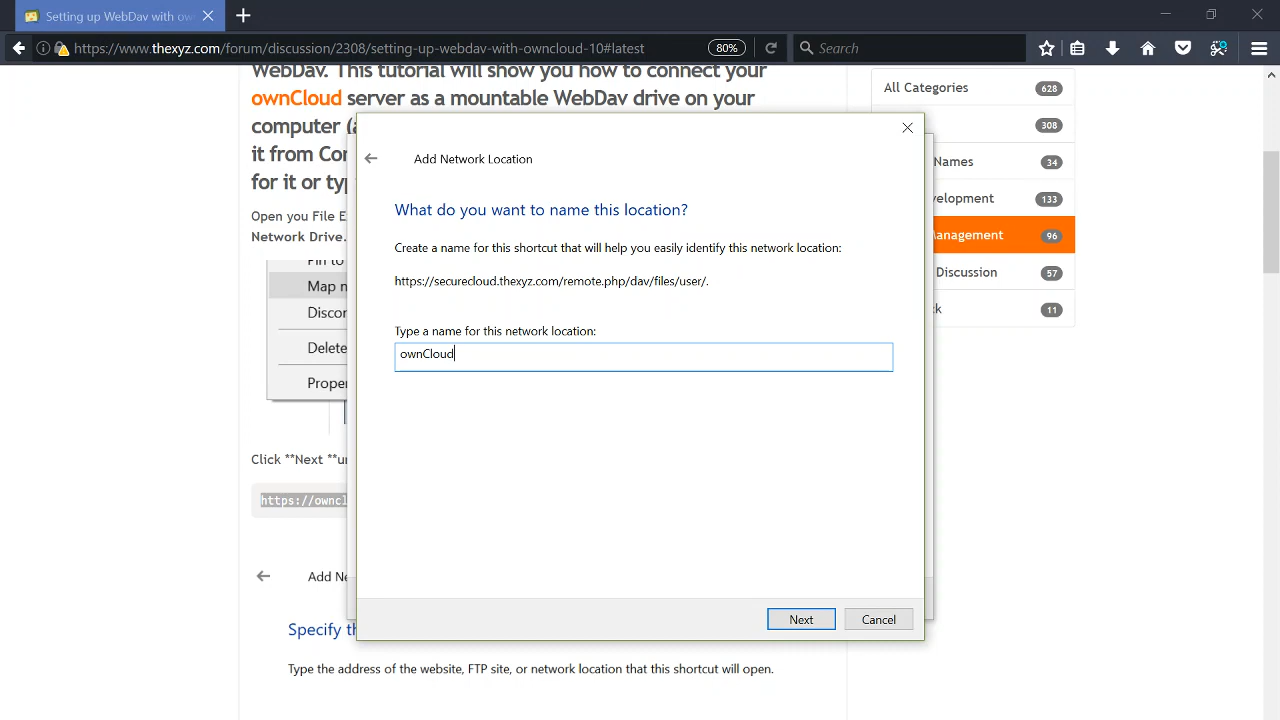 Setting up WebDav with ow
https://www.thexyz.com/forum/discussion/2308/setting-up-webdav-with-owncloud-10#latest
80%
Search
WebDav. This tutorial will show you how to connect your
ownCloud server as a mountable WebDav drive on your
computer (a
it from Cor
for it or typ
Open you File E
Network Drive.
Pin to
Map n
Discor
Delete
Proper
Click **Next **ur
https://owncl
Add Ne
Specify th
Type the address of the website, FTP site, or network location that this shortcut will open.
Add Network Location
What do you want to name this location?
Create a name for this shortcut that will help you easily identify this network location:
https://securecloud.thexyz.com/remote.php/dav/files/user/.
Type a name for this network location:
ownCloud
Next
Cancel
All Categories 628
308
Names 34
velopment 133
Management 96
Discussion 57
k 11